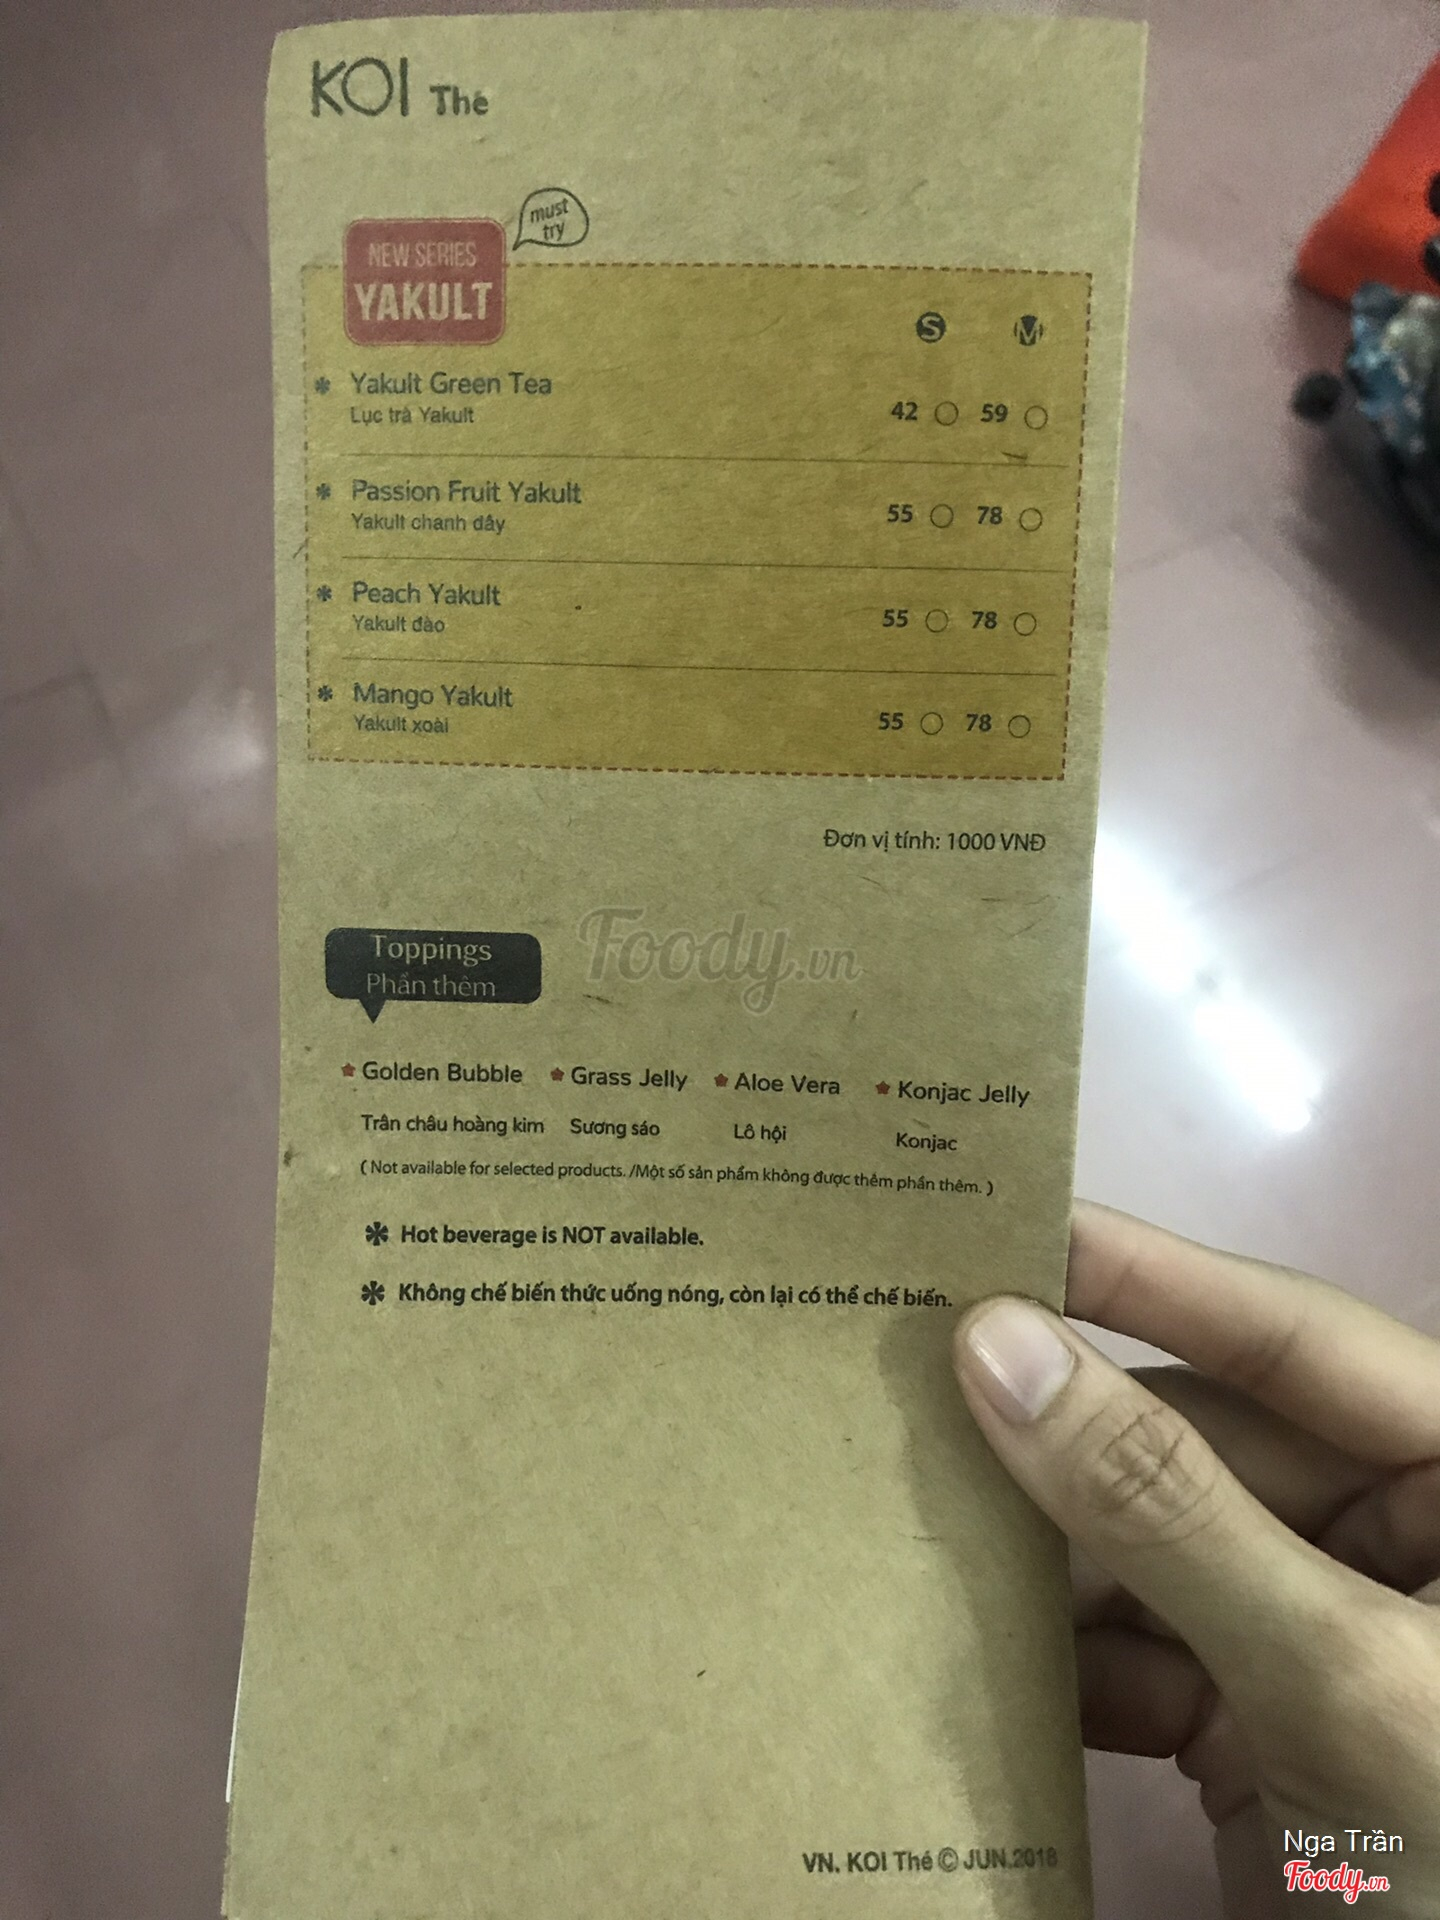 KOI Thé
must
try
NEW SERIES
YAKULT
S M
* Yakult Green Tea
Lục trà Yakult
42 59
* Passion Fruit Yakult
Yakult chanh dây
55 78
* Peach Yakult
Yakult đào
55 78
* Mango Yakult
Yakult xoài
55 78
Đơn vị tính: 1000 VNĐ
Foody.vn
Toppings
Phần thêm
Golden Bubble Grass Jelly Aloe Vera Konjac Jelly
Trân châu hoàng kim Sương sáo Lô hội Konjac
( Not available for selected products. /Một số sản phẩm không được thêm phần thêm. )
* Hot beverage is NOT available.
* Không chế biến thức uống nóng, còn lại có thể chế biến.
VN. KOI Thé © JUN.2018
Nga Trần
Foody.vn